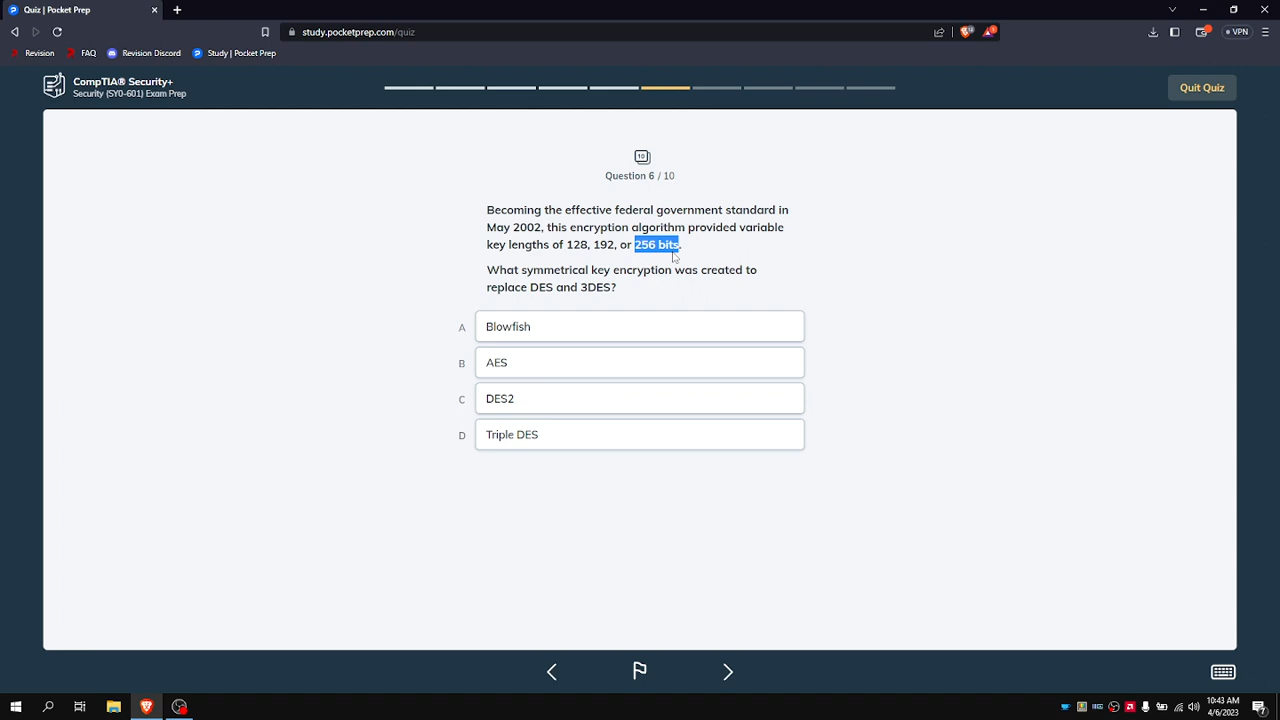 Quiz | Pocket Prep
study.pocketprep.com/quiz
VPN
Revision
FAQ
Revision Discord
Study | Pocket Prep
CompTIA® Security+
Security (SY0-601) Exam Prep
Quit Quiz
10
Question 6 / 10
Becoming the effective federal government standard in
May 2002, this encryption algorithm provided variable
key lengths of 128, 192, or 256 bits.
What symmetrical key encryption was created to
replace DES and 3DES?
A Blowfish
B AES
C DES2
D Triple DES
10:43 AM
4/6/2023